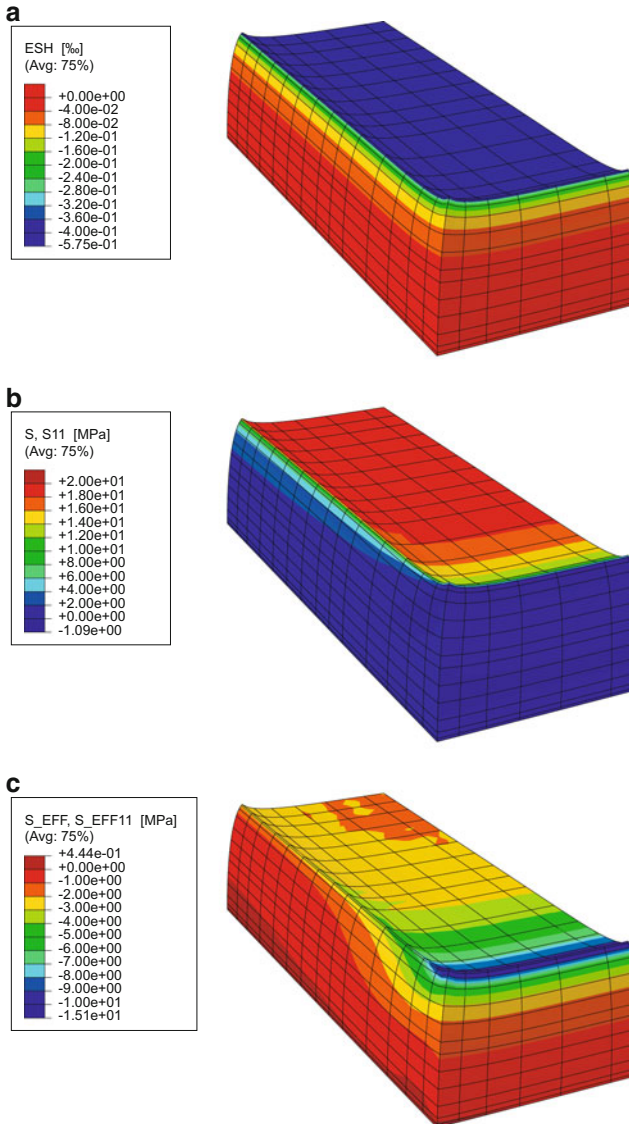 a
ESH [‰]
(Avg: 75%)
+0.00e+00
-4.00e-02
-8.00e-02
-1.20e-01
-1.60e-01
-2.00e-01
-2.40e-01
-2.80e-01
-3.20e-01
-3.60e-01
-4.00e-01
-5.75e-01
b
S, S11 [MPa]
(Avg: 75%)
+2.00e+01
+1.80e+01
+1.60e+01
+1.40e+01
+1.20e+01
+1.00e+01
+8.00e+00
+6.00e+00
+4.00e+00
+2.00e+00
+0.00e+00
-1.09e+00
c
S_EFF, S_EFF11 [MPa]
(Avg: 75%)
+4.44e-01
+0.00e+00
-1.00e+00
-2.00e+00
-3.00e+00
-4.00e+00
-5.00e+00
-6.00e+00
-7.00e+00
-8.00e+00
-9.00e+00
-1.00e+01
-1.51e+01